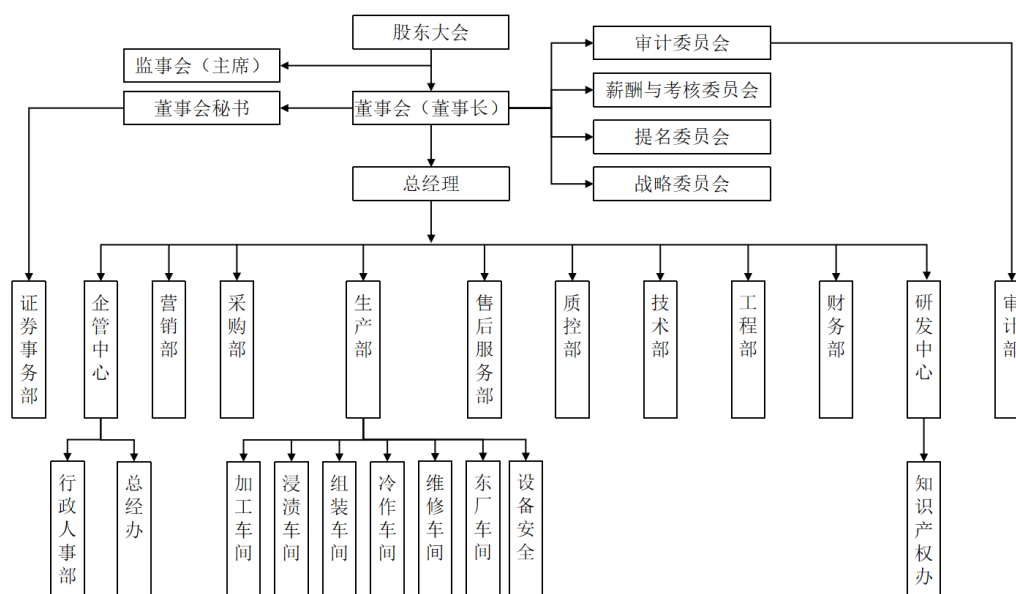 股东大会
审计委员会
监事会（主席）
薪酬与考核委员会
董事会秘书
董事会（董事长）
提名委员会
总经理
战略委员会
证券事务部
企管中心
营销部
采购部
生产部
售后服务部
质控部
技术部
工程部
财务部
研发中心
审计部
行政人事部
总经办
加工车间
浸渍车间
组装车间
冷作车间
维修车间
东厂车间
设备安全
知识产权办